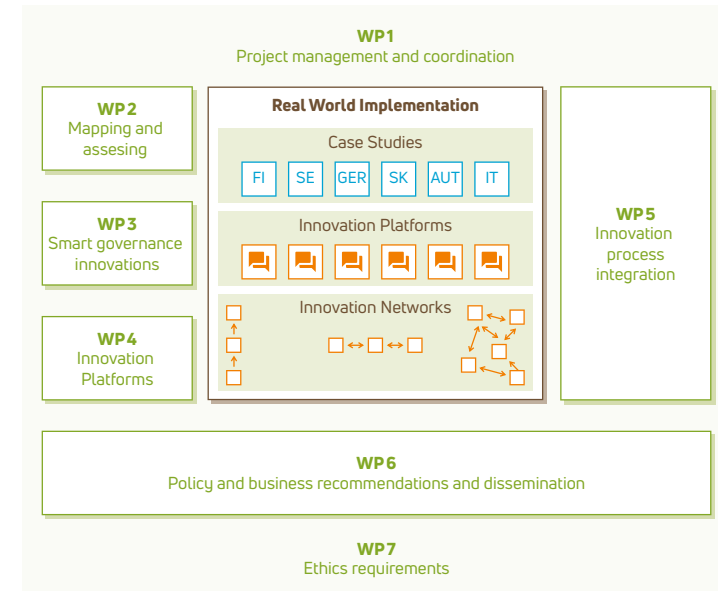 WP1
Project management and coordination
WP2
Mapping and
assesing
WP3
Smart governance
innovations
WP4
Innovation
Platforms
Real World Implementation
Case Studies
FI SE GER SK AUT IT
Innovation Platforms
Innovation Networks
WP5
Innovation
process
integration
WP6
Policy and business recommendations and dissemination
WP7
Ethics requirements